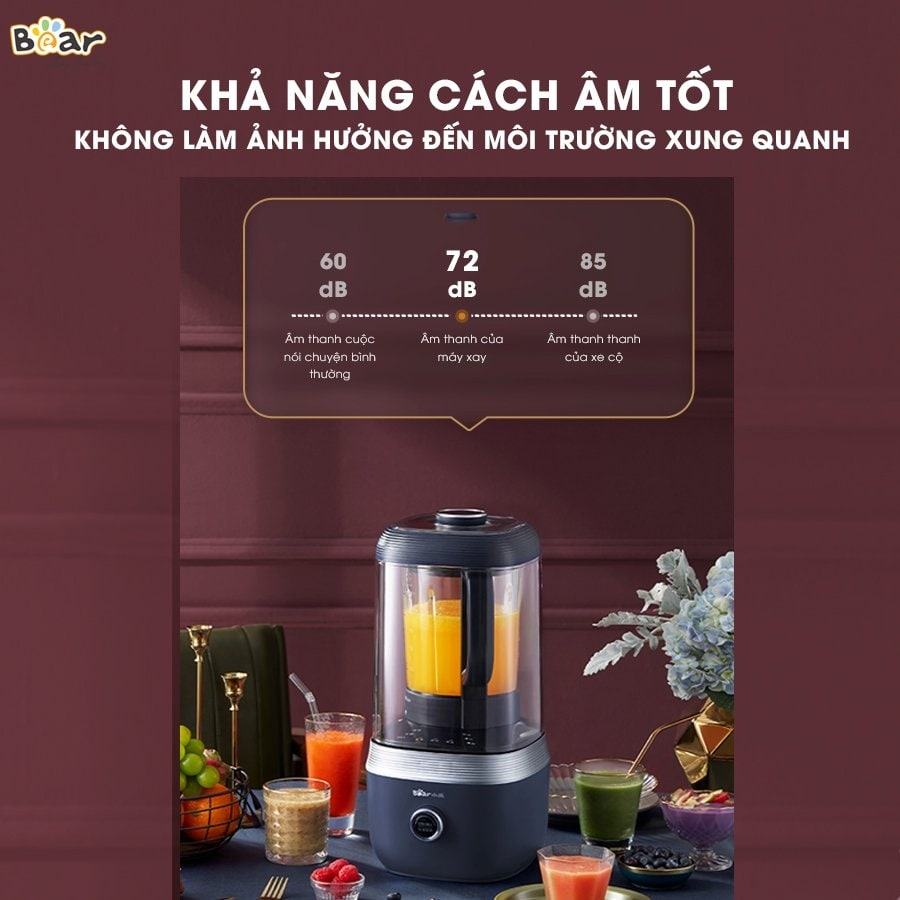 Bear
KHẢ NĂNG CÁCH ÂM TỐT
KHÔNG LÀM ẢNH HƯỞNG ĐẾN MÔI TRƯỜNG XUNG QUANH
60 72 85
dB dB dB
Âm thanh cuộc Âm thanh của Âm thanh thanh
nói chuyện bình máy xay của xe cộ
thường
Bear